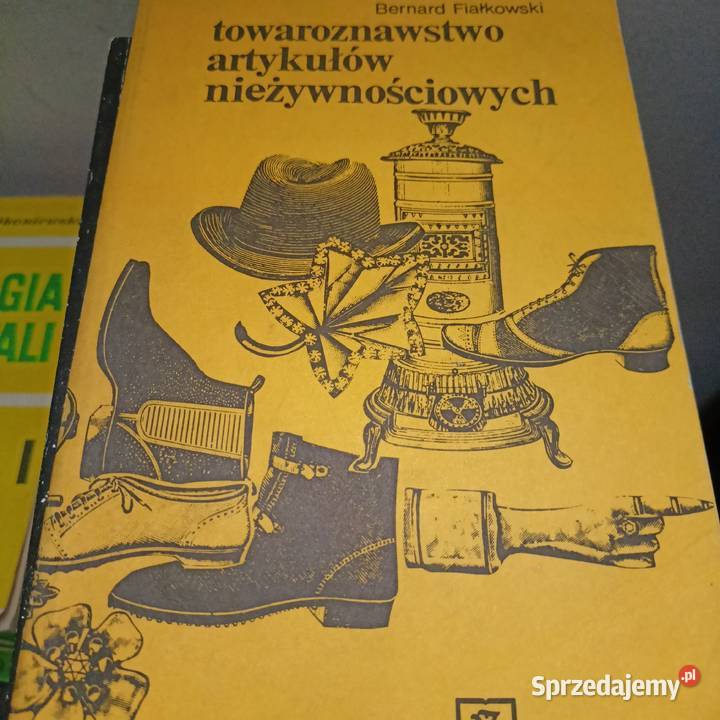 Bernard Fiałkowski
towaroznawstwo
artykułów
nieżywnościowych
GIA
ALI
I
Sprzedajemy.pl